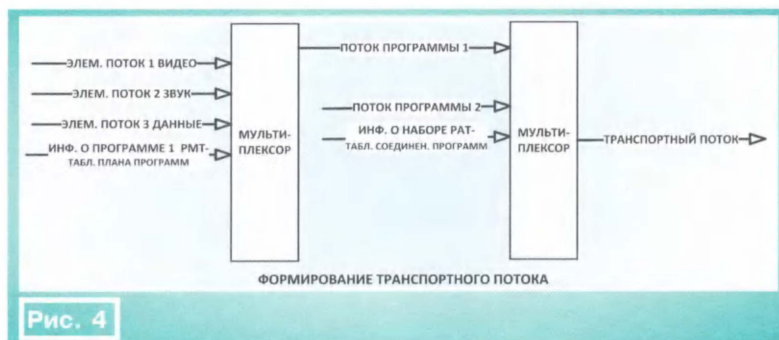 ЭЛЕМ. ПОТОК 1 ВИДЕО
ЭЛЕМ. ПОТОК 2 ЗВУК
ЭЛЕМ. ПОТОК 3 ДАННЫЕ
ИНФ. О ПРОГРАММЕ 1 PMT-
ТАБЛ. ПЛАНА ПРОГРАММ
МУЛЬТИ-
ПЛЕКСОР
ПОТОК ПРОГРАММЫ 1
ПОТОК ПРОГРАММЫ 2
ИНФ. О НАБОРЕ PAT-
ТАБЛ. СОЕДИНЕН. ПРОГРАММ
МУЛЬТИ-
ПЛЕКСОР
ТРАНСПОРТНЫЙ ПОТОК
ФОРМИРОВАНИЕ ТРАНСПОРТНОГО ПОТОКА
Рис. 4